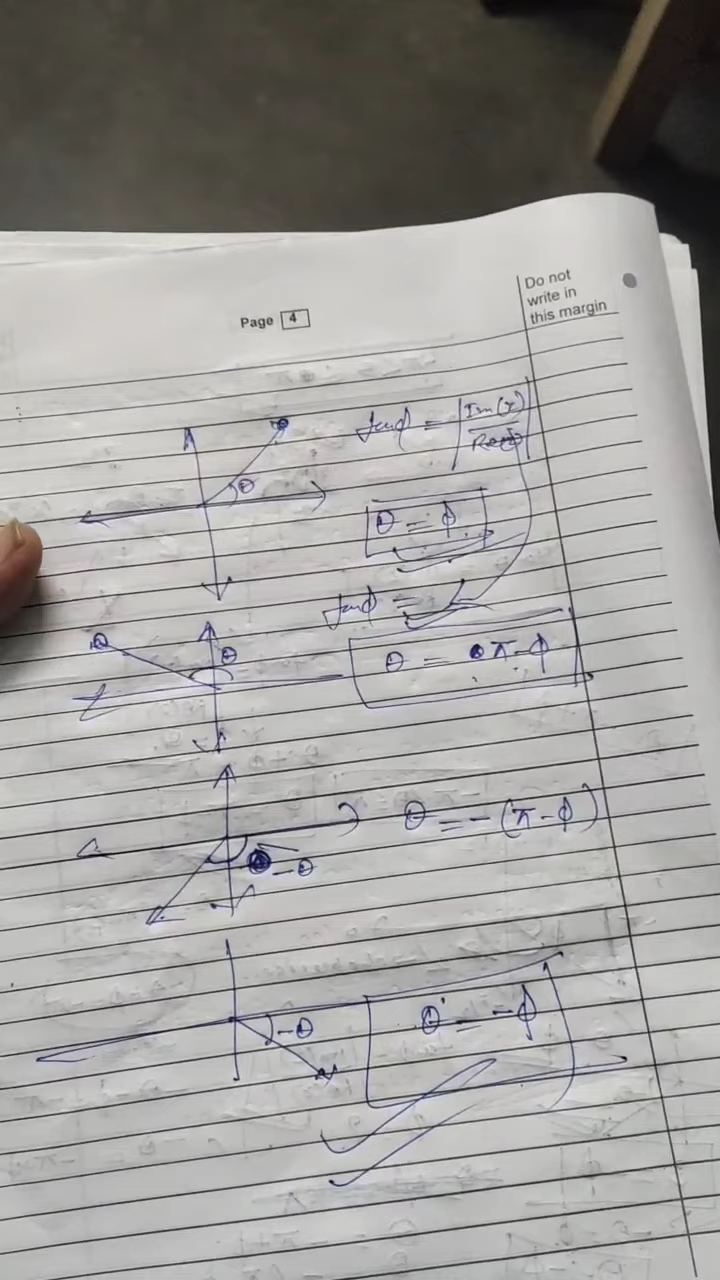 Page 4
Do not
write in
this margin
tanϕ = |Im(z)/Re(z)|
θ
θ = ϕ
tanϕ =
θ
θ = π-ϕ
θ = -(π-ϕ)
-θ
-θ
θ = -ϕ